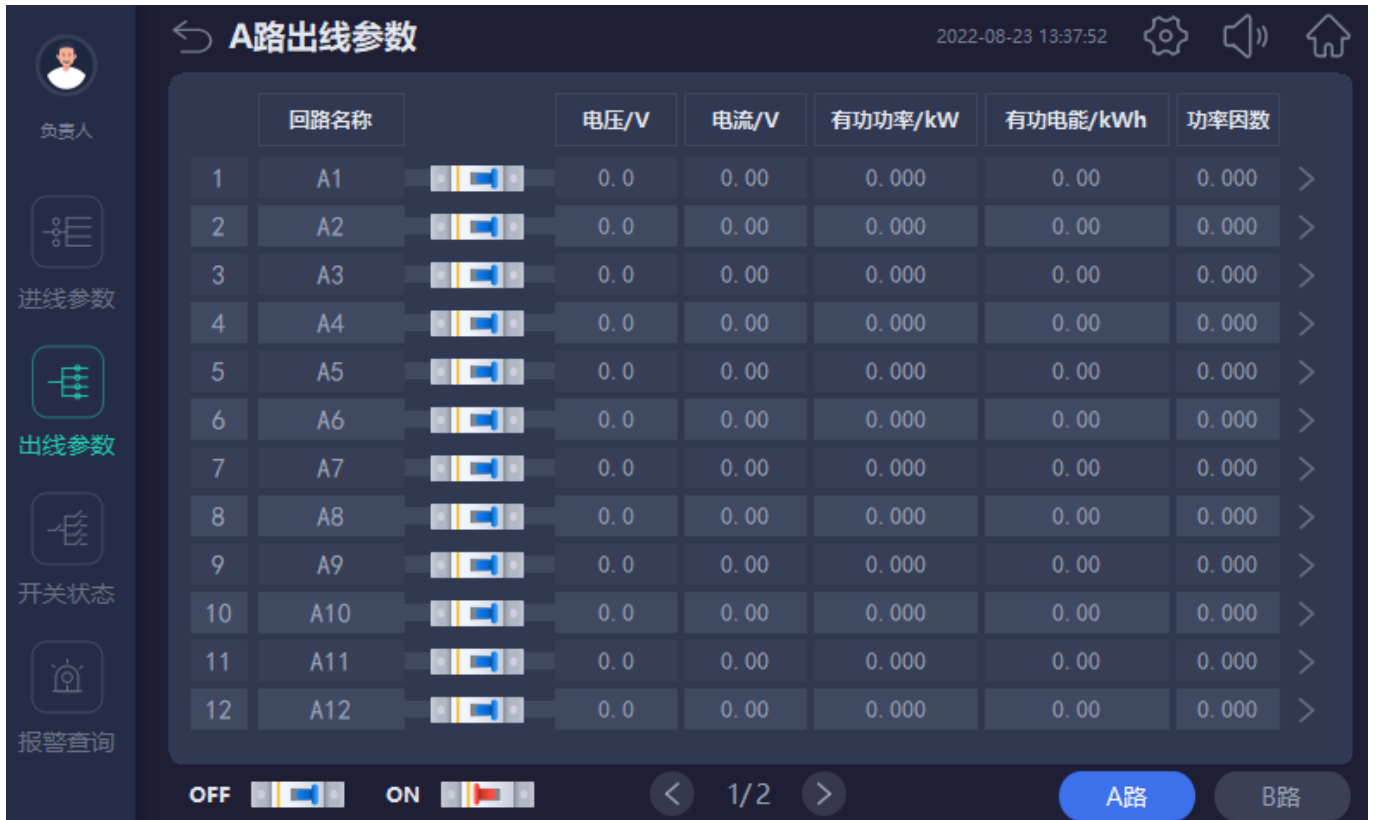 A路出线参数 2022-08-23 13:37:52
负责人
进线参数
出线参数
开关状态
报警查询
回路名称 电压/V 电流/V 有功功率/kW 有功电能/kWh 功率因数
1 A1 0.0 0.00 0.000 0.00 0.000
2 A2 0.0 0.00 0.000 0.00 0.000
3 A3 0.0 0.00 0.000 0.00 0.000
4 A4 0.0 0.00 0.000 0.00 0.000
5 A5 0.0 0.00 0.000 0.00 0.000
6 A6 0.0 0.00 0.000 0.00 0.000
7 A7 0.0 0.00 0.000 0.00 0.000
8 A8 0.0 0.00 0.000 0.00 0.000
9 A9 0.0 0.00 0.000 0.00 0.000
10 A10 0.0 0.00 0.000 0.00 0.000
11 A11 0.0 0.00 0.000 0.00 0.000
12 A12 0.0 0.00 0.000 0.00 0.000
OFF ON 1/2 A路 B路